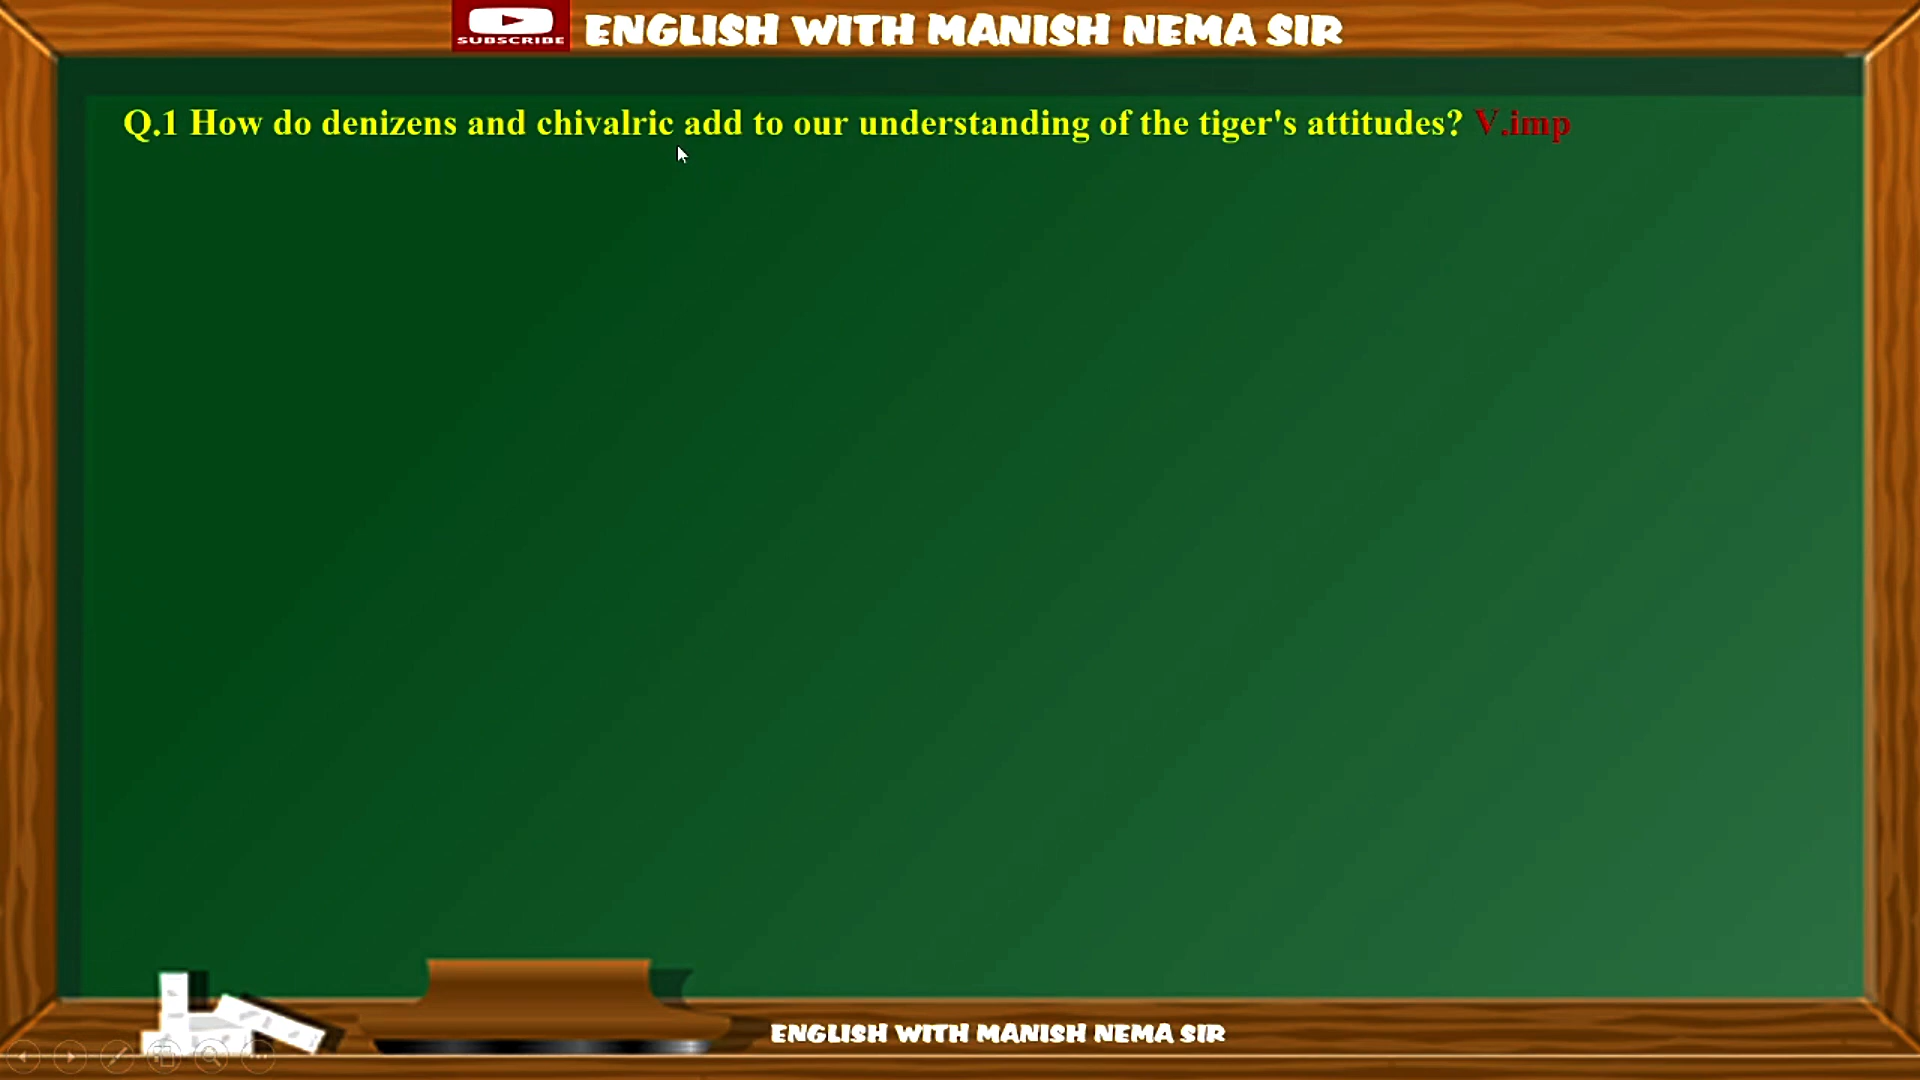 SUBSCRIBE ENGLISH WITH MANISH NEMA SIR
Q.1 How do denizens and chivalric add to our understanding of the tiger's attitudes? V.imp
ENGLISH WITH MANISH NEMA SIR